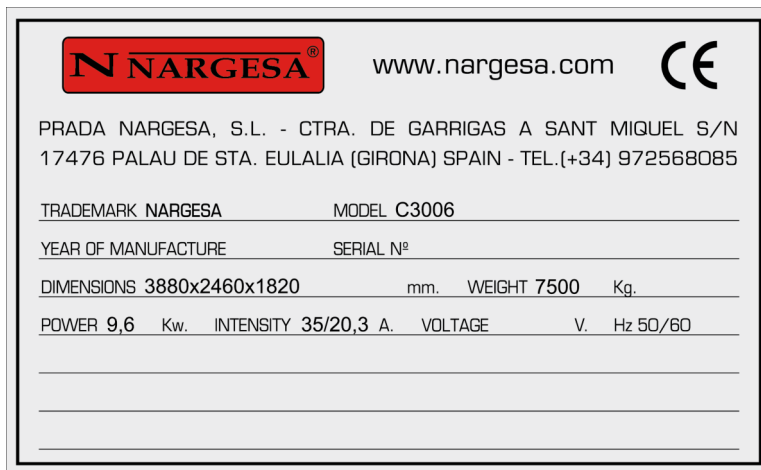 N NARGESA® www.nargesa.com CE
PRADA NARGESA, S.L. - CTRA. DE GARRIGAS A SANT MIQUEL S/N
17476 PALAU DE STA. EULALIA (GIRONA) SPAIN - TEL.(+34) 972568085
TRADEMARK NARGESA MODEL C3006
YEAR OF MANUFACTURE SERIAL Nº
DIMENSIONS 3880x2460x1820 mm. WEIGHT 7500 Kg.
POWER 9,6 Kw. INTENSITY 35/20,3 A. VOLTAGE V. Hz 50/60